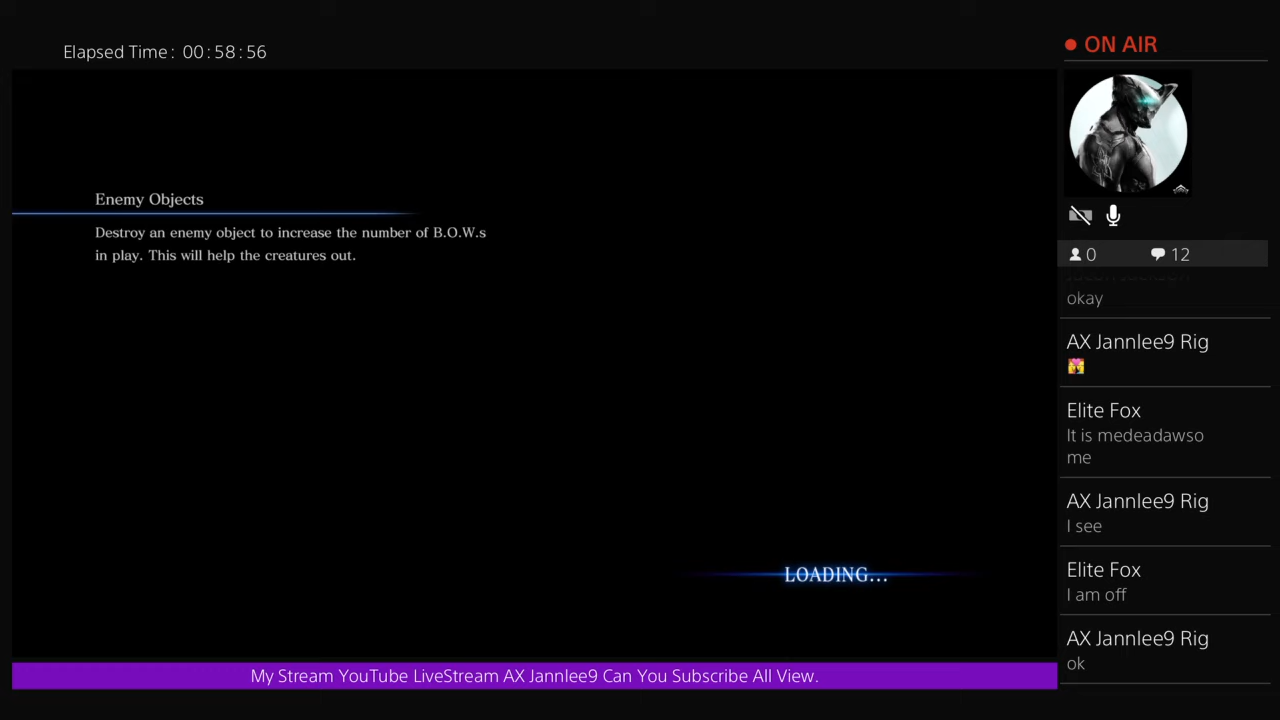 Elapsed Time: 00:58:56
ON AIR
Enemy Objects
Destroy an enemy object to increase the number of B.O.W.s
in play. This will help the creatures out.
LOADING...
My Stream YouTube LiveStream AX Jannlee9 Can You Subscribe All View.
0 12
okay
AX Jannlee9 Rig
Elite Fox
It is medeadawso
me
AX Jannlee9 Rig
I see
Elite Fox
I am off
AX Jannlee9 Rig
ok